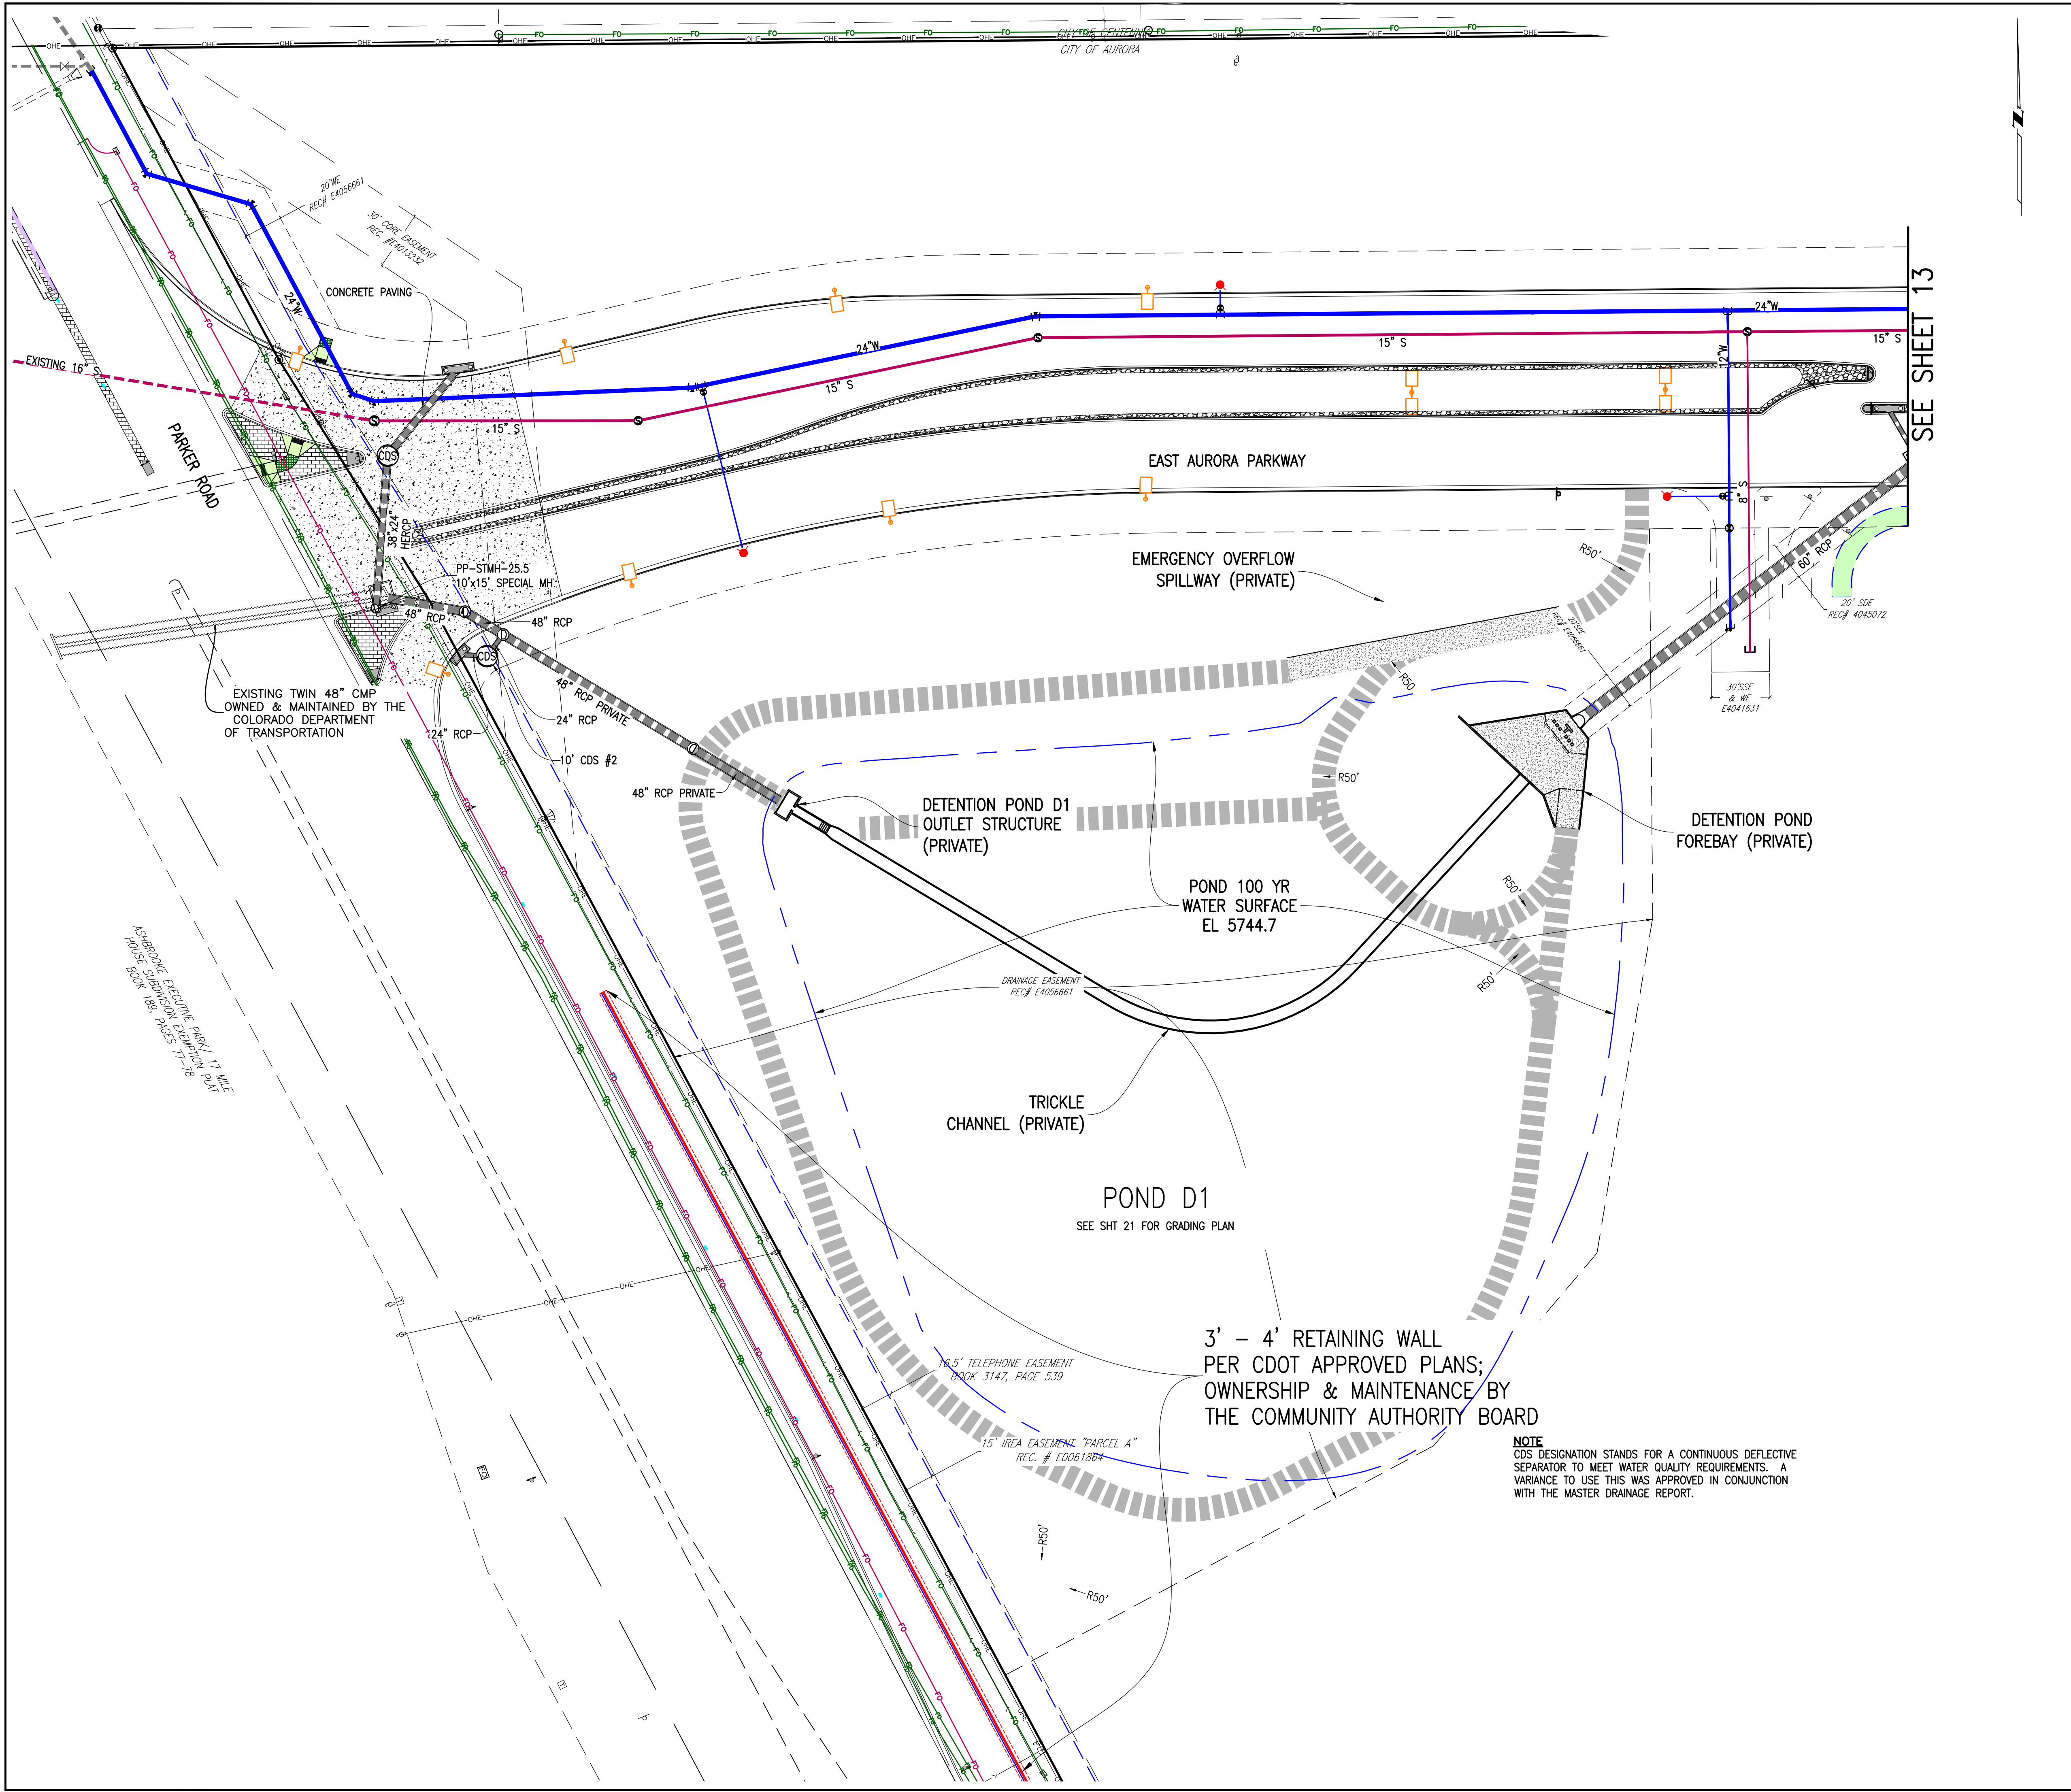 CITY OF CENTENNIAL
CITY OF AURORA
20'WE
REC# E4056661
30' CORE EASEMENT
REC. #E4013232
CONCRETE PAVING
24"W
24"W
24"W
SEE SHEET 13
EXISTING 16" S
15" S
15" S
15" S
15" S
12"W
8" S
PARKER ROAD
CDS
EAST AURORA PARKWAY
38"x24"
HERCP
PP-STMH-25.5
10'x15' SPECIAL MH
48" RCP
48" RCP
CDS
EMERGENCY OVERFLOW
SPILLWAY (PRIVATE)
R50'
60" RCP
20' SDE
REC# 4045072
20'SDE
REC# E4056661
30'SSE
& WE
E4041631
EXISTING TWIN 48" CMP
OWNED & MAINTAINED BY THE
COLORADO DEPARTMENT
OF TRANSPORTATION
48" RCP PRIVATE
24" RCP
24" RCP
10' CDS #2
48" RCP PRIVATE
R50
R50'
DETENTION POND D1
OUTLET STRUCTURE
(PRIVATE)
DETENTION POND
FOREBAY (PRIVATE)
POND 100 YR
WATER SURFACE
EL 5744.7
R50'
R50'
DRAINAGE EASEMENT
REC# E4056661
ASHBROOKE EXECUTIVE PARK/ 17 MILE
HOUSE SUBDIVISION EXEMPTION PLAT
BOOK 189, PAGES 77-78
TRICKLE
CHANNEL (PRIVATE)
POND D1
SEE SHT 21 FOR GRADING PLAN
3' - 4' RETAINING WALL
PER CDOT APPROVED PLANS;
OWNERSHIP & MAINTENANCE BY
THE COMMUNITY AUTHORITY BOARD
16.5' TELEPHONE EASEMENT
BOOK 3147, PAGE 539
15' IREA EASEMENT "PARCEL A"
REC. # E0061864
NOTE
CDS DESIGNATION STANDS FOR A CONTINUOUS DEFLECTIVE
SEPARATOR TO MEET WATER QUALITY REQUIREMENTS. A
VARIANCE TO USE THIS WAS APPROVED IN CONJUNCTION
WITH THE MASTER DRAINAGE REPORT.
R50'
R50'